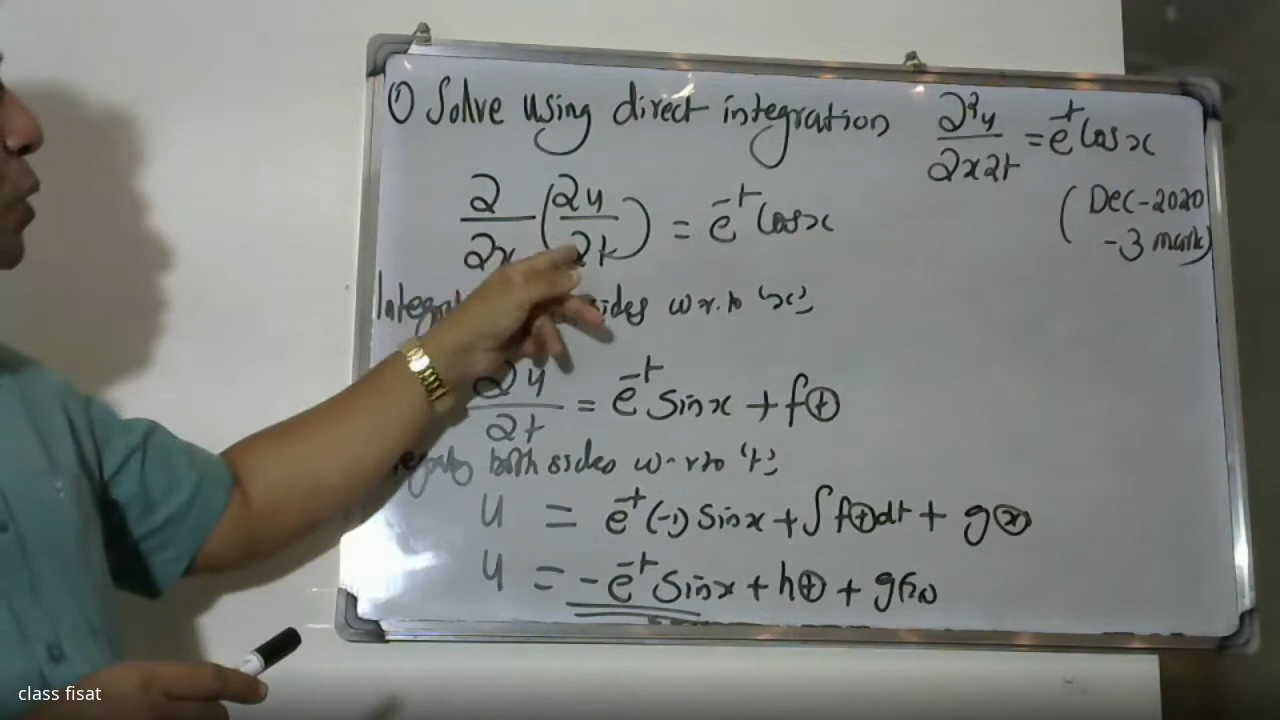 ① Solve using direct integration ∂²u/∂x∂t = e^-t Cos x
(Dec-2020
-3 mark)
∂/∂x (∂u/∂t) = e^-t Cos x
sides w.r.to 'x',
∂u/∂t = e^-t Sin x + f(t)
both sides w.r.to 't',
u = e^-t (-1) Sin x + ∫f(t)dt + g(x)
u = -e^-t Sin x + h(t) + g(x)
class fisat